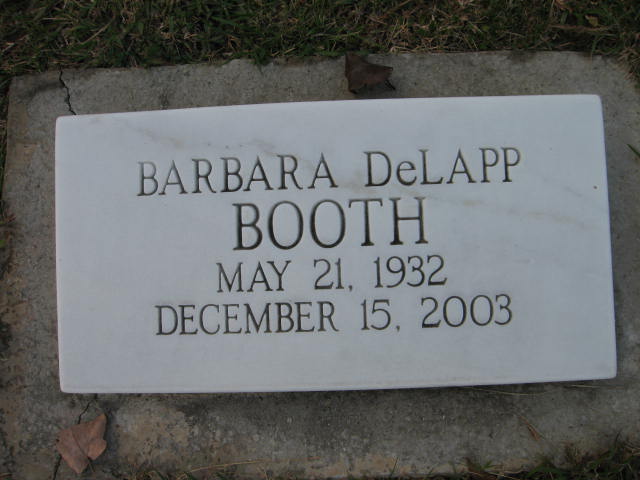 BARBARA DeLAPP
BOOTH
MAY 21, 1932
DECEMBER 15, 2003